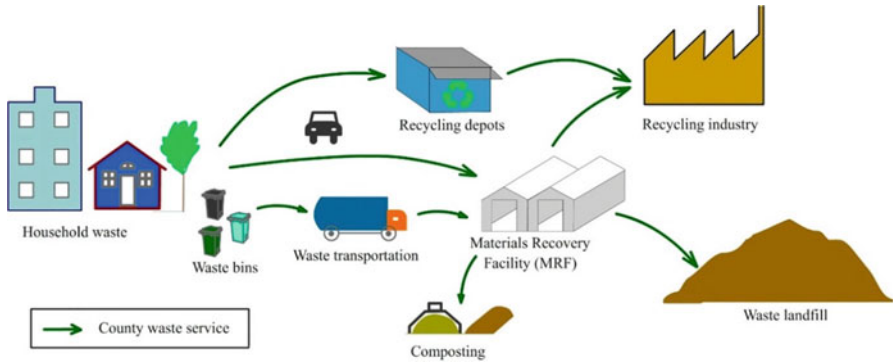 Recycling depots
Recycling industry
Household waste
Waste bins
Waste transportation
Materials Recovery
Facility (MRF)
Waste landfill
County waste service
Composting